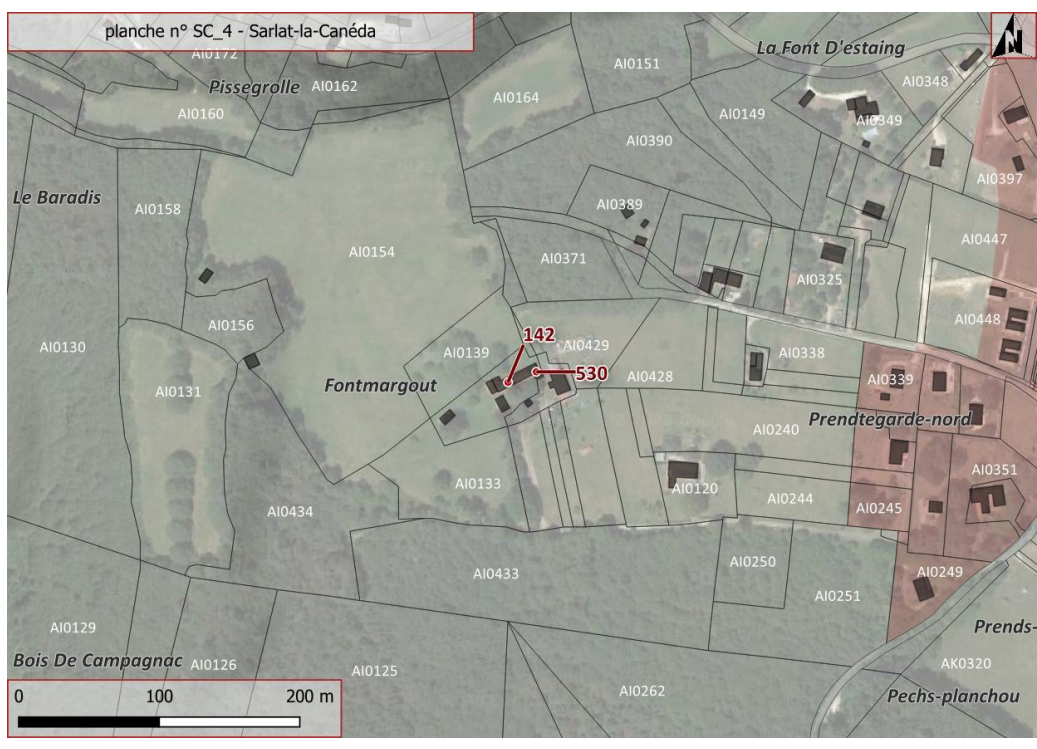 planche n° SC_4 - Sarlat-la-Canéda
N
La Font D'estaing
AI0172
AI0151
AI0348
Pissegrolle
AI0162
AI0164
AI0160
AI0149
AI0349
AI0390
AI0397
Le Baradis
AI0158
AI0389
AI0447
AI0154
AI0371
AI0325
AI0448
AI0156
142
AI0130
AI0139
AI0429
AI0338
530
AI0428
AI0339
Fontmargout
AI0131
Prendtegarde-nord
AI0240
AI0351
AI0133
AI0120
AI0244
AI0245
AI0434
AI0250
AI0433
AI0249
AI0251
AI0129
Prends-
Bois De Campagnac
AI0126
AI0125
AK0320
AI0262
Pechs-planchou
0 100 200 m